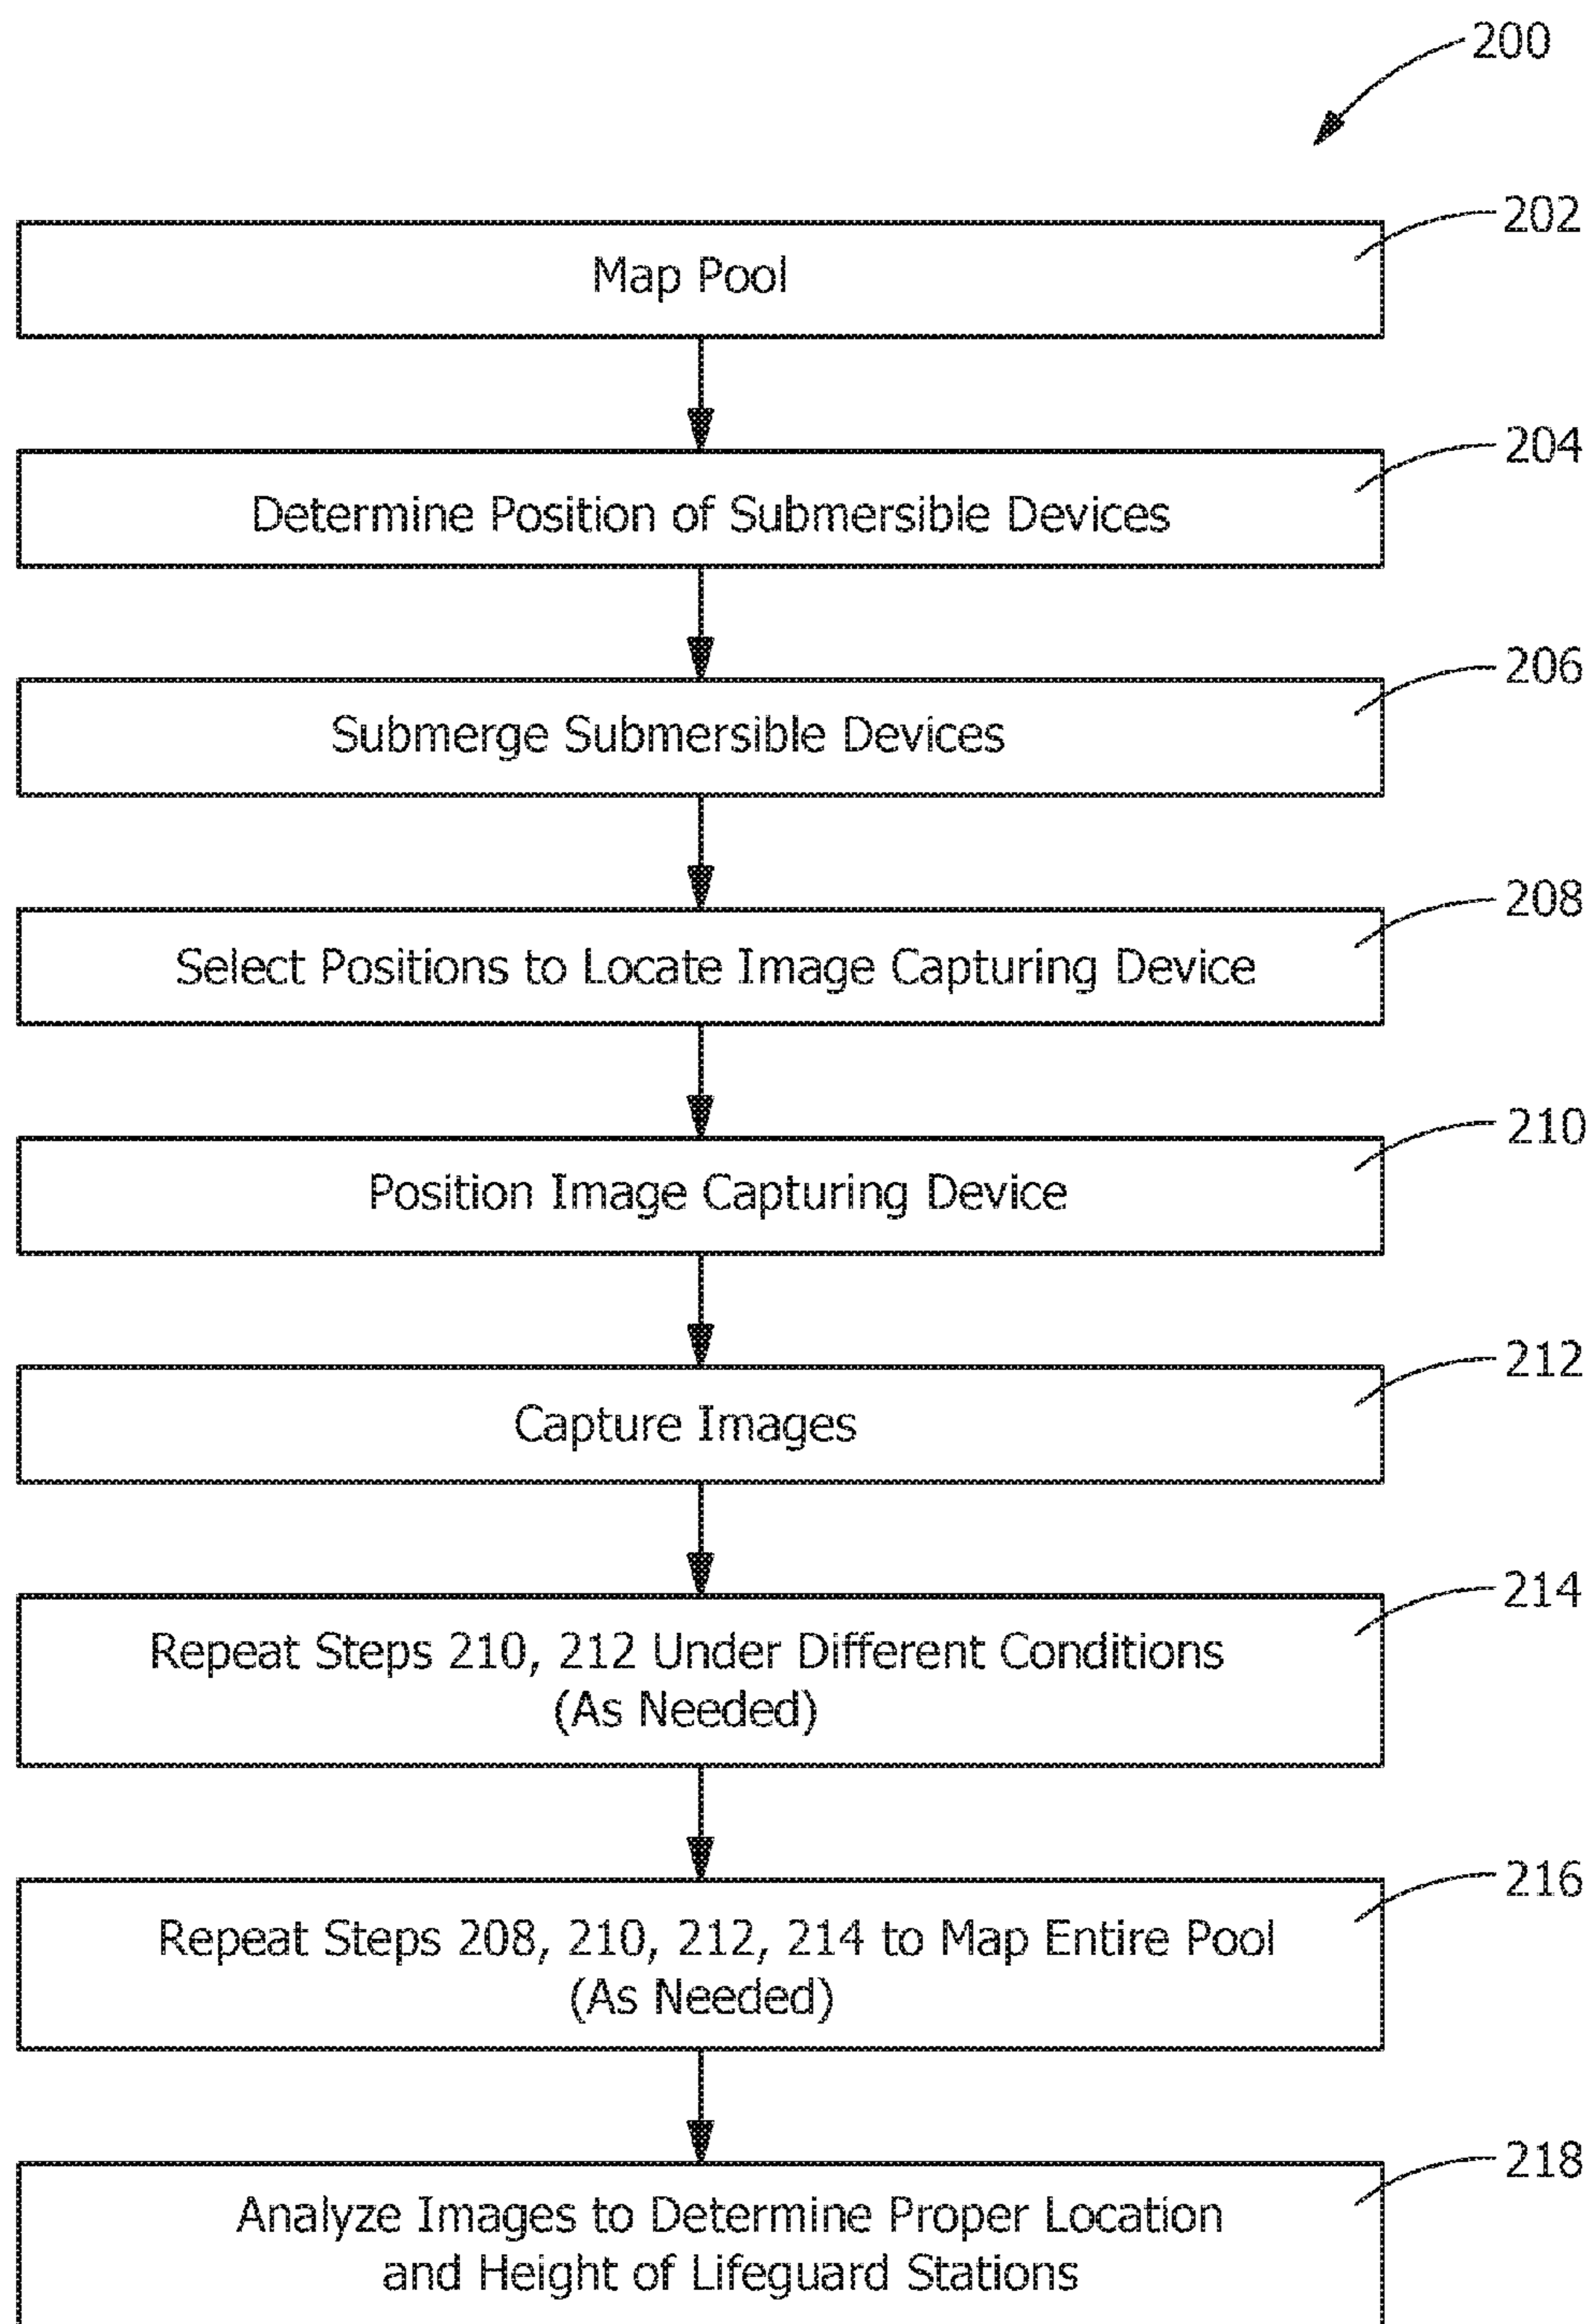 200
202
Map Pool
204
Determine Position of Submersible Devices
206
Submerge Submersible Devices
208
Select Positions to Locate Image Capturing Device
210
Position Image Capturing Device
212
Capture Images
214
Repeat Steps 210, 212 Under Different Conditions
(As Needed)
216
Repeat Steps 208, 210, 212, 214 to Map Entire Pool
(As Needed)
218
Analyze Images to Determine Proper Location
and Height of Lifeguard Stations